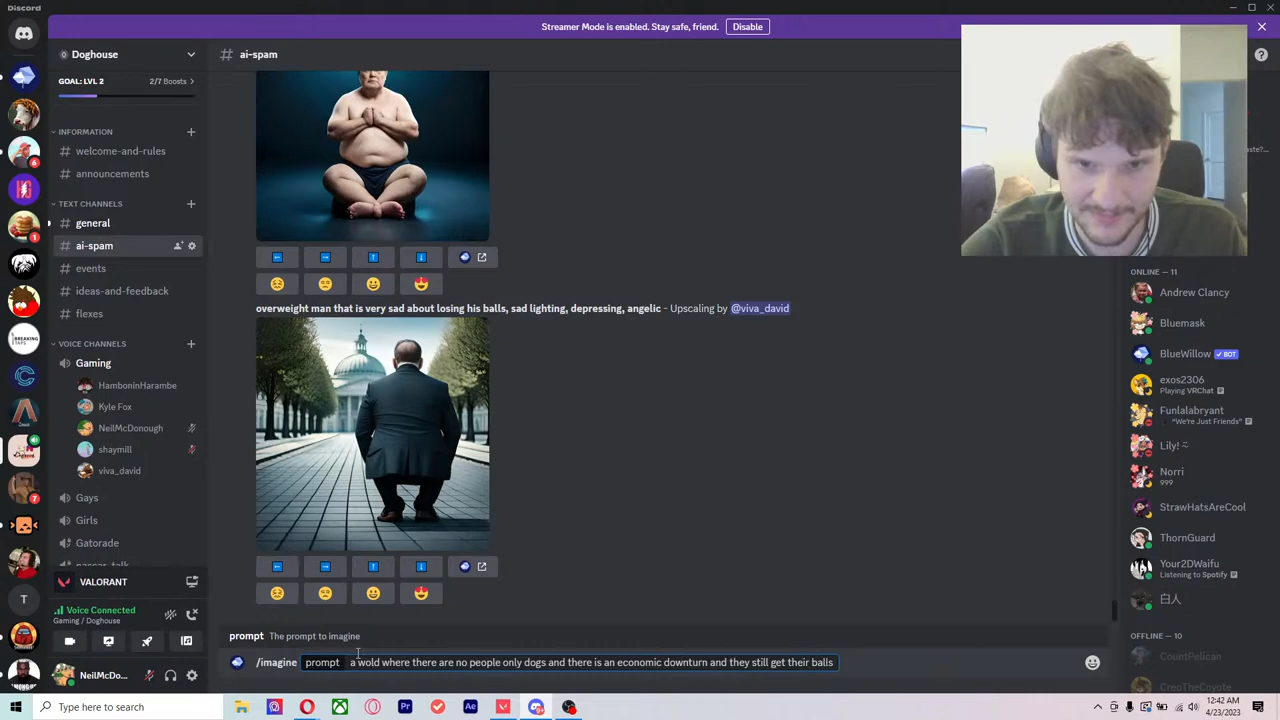 Discord
Streamer Mode is enabled. Stay safe, friend. Disable
Doghouse
GOAL: LVL 2 2/7 Boosts
INFORMATION
# welcome-and-rules
# announcements
TEXT CHANNELS
# general
# ai-spam
# events
# ideas-and-feedback
# flexes
VOICE CHANNELS
Gaming
HamboninHarambe
Kyle Fox
NeilMcDonough
shaymill
viva_david
Gays
Girls
Gatorade
VALORANT
Voice Connected
Gaming / Doghouse
NeilMcDo...
6
1
7
T
# ai-spam
overweight man that is very sad about losing his balls, sad lighting, depressing, angelic - Upscaling by @viva_david
prompt The prompt to imagine
/imagine prompt a wold where there are no people only dogs and there is an economic downturn and they still get their balls
ONLINE — 11
Andrew Clancy
Bluemask
BlueWillow ✓ BOT
exos2306
Playing VRChat
Funlalabryant
"We're Just Friends"
Lily!
Norri
999
StrawHatsAreCool
ThornGuard
Your2DWaifu
Listening to Spotify
白人
OFFLINE — 10
CountPelican
CreoTheCoyote
Type here to search
Pr
Ae
12:42 AM
4/23/2023